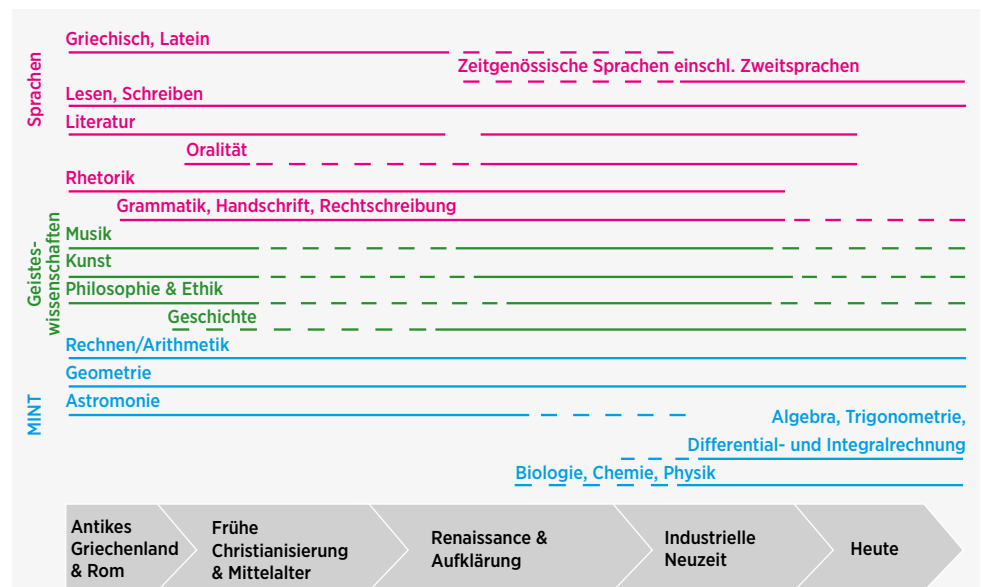 Sprachen
Griechisch, Latein
Zeitgenössische Sprachen einschl. Zweitsprachen
Lesen, Schreiben
Literatur
Oralität
Rhetorik
Grammatik, Handschrift, Rechtschreibung
Geistes-
wissenschaften
Musik
Kunst
Philosophie & Ethik
Geschichte
MINT
Rechnen/Arithmetik
Geometrie
Astromonie
Algebra, Trigonometrie,
Differential- und Integralrechnung
Biologie, Chemie, Physik
Antikes
Griechenland
& Rom
Frühe
Christianisierung
& Mittelalter
Renaissance &
Aufklärung
Industrielle
Neuzeit
Heute